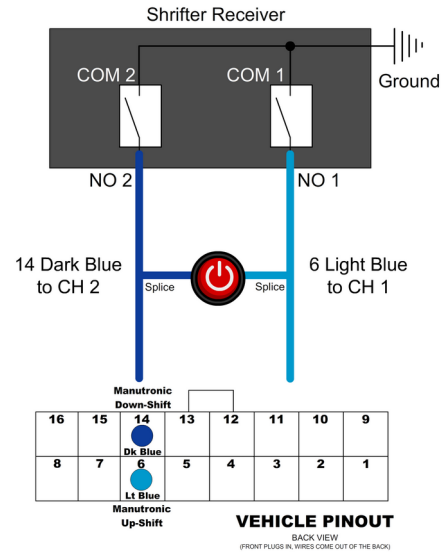 Shrifter Receiver
COM 2
COM 1
Ground
NO 2
NO 1
14 Dark Blue
to CH 2
6 Light Blue
to CH 1
Splice
Splice
Manutronic
Down-Shift
16 15 14 13 12 11 10 9
Dk Blue
8 7 6 5 4 3 2 1
Lt Blue
Manutronic
Up-Shift
VEHICLE PINOUT
BACK VIEW
(FRONT PLUGS IN, WIRES COME OUT OF THE BACK)